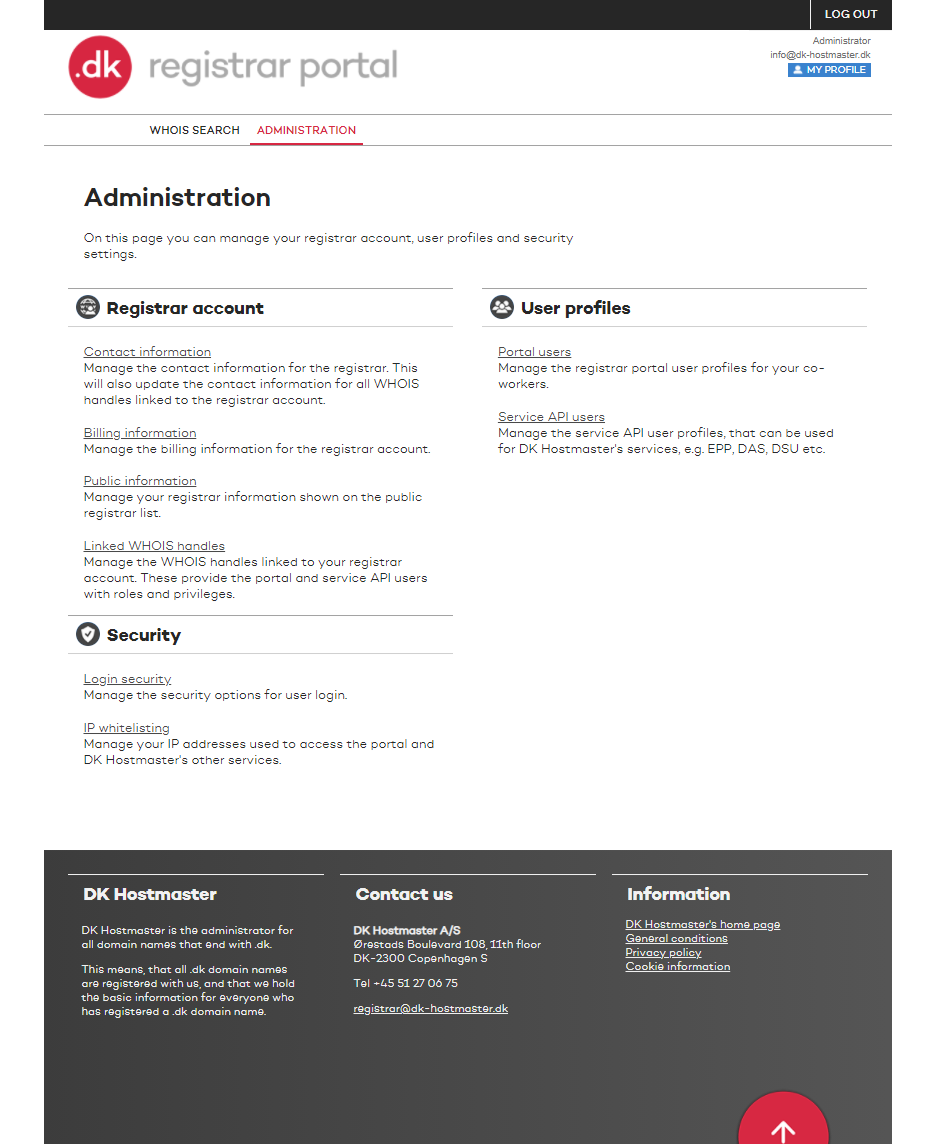 LOG OUT
.dk registrar portal
Administrator
info@dk-hostmaster.dk
MY PROFILE
WHOIS SEARCH ADMINISTRATION
Administration
On this page you can manage your registrar account, user profiles and security
settings.
Registrar account
Contact information
Manage the contact information for the registrar. This
will also update the contact information for all WHOIS
handles linked to the registrar account.
Billing information
Manage the billing information for the registrar account.
Public information
Manage your registrar information shown on the public
registrar list.
Linked WHOIS handles
Manage the WHOIS handles linked to your registrar
account. These provide the portal and service API users
with roles and privileges.
User profiles
Portal users
Manage the registrar portal user profiles for your co-
workers.
Service API users
Manage the service API user profiles, that can be used
for DK Hostmaster's services, e.g. EPP, DAS, DSU etc.
Security
Login security
Manage the security options for user login.
IP whitelisting
Manage your IP addresses used to access the portal and
DK Hostmaster's other services.
DK Hostmaster
DK Hostmaster is the administrator for
all domain names that end with .dk.
This means, that all .dk domain names
are registered with us, and that we hold
the basic information for everyone who
has registered a .dk domain name.
Contact us
DK Hostmaster A/S
Ørestads Boulevard 108, 11th floor
DK-2300 Copenhagen S
Tel +45 51 27 06 75
registrar@dk-hostmaster.dk
Information
DK Hostmaster's home page
General conditions
Privacy policy
Cookie information